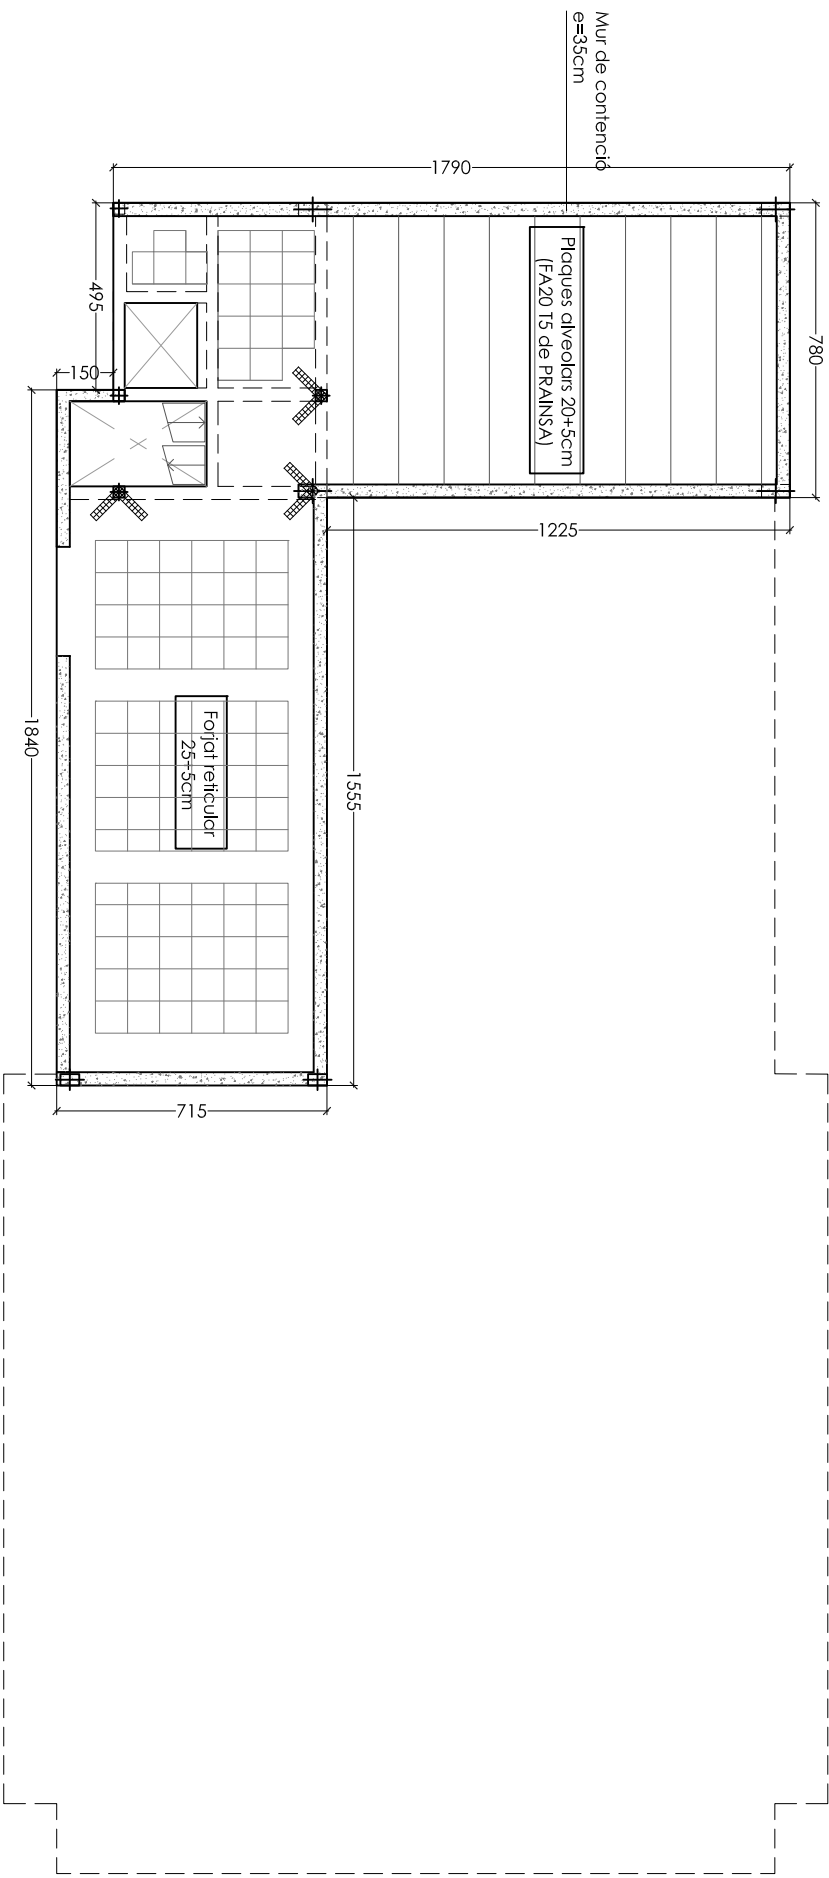 Mur de contenció
e=35cm
1790
780
Plaques alveolars 20+5cm
(FA20 T5 de PRAINSA)
495
150
1225
Forjat reticular
25+5cm
1840
1555
715